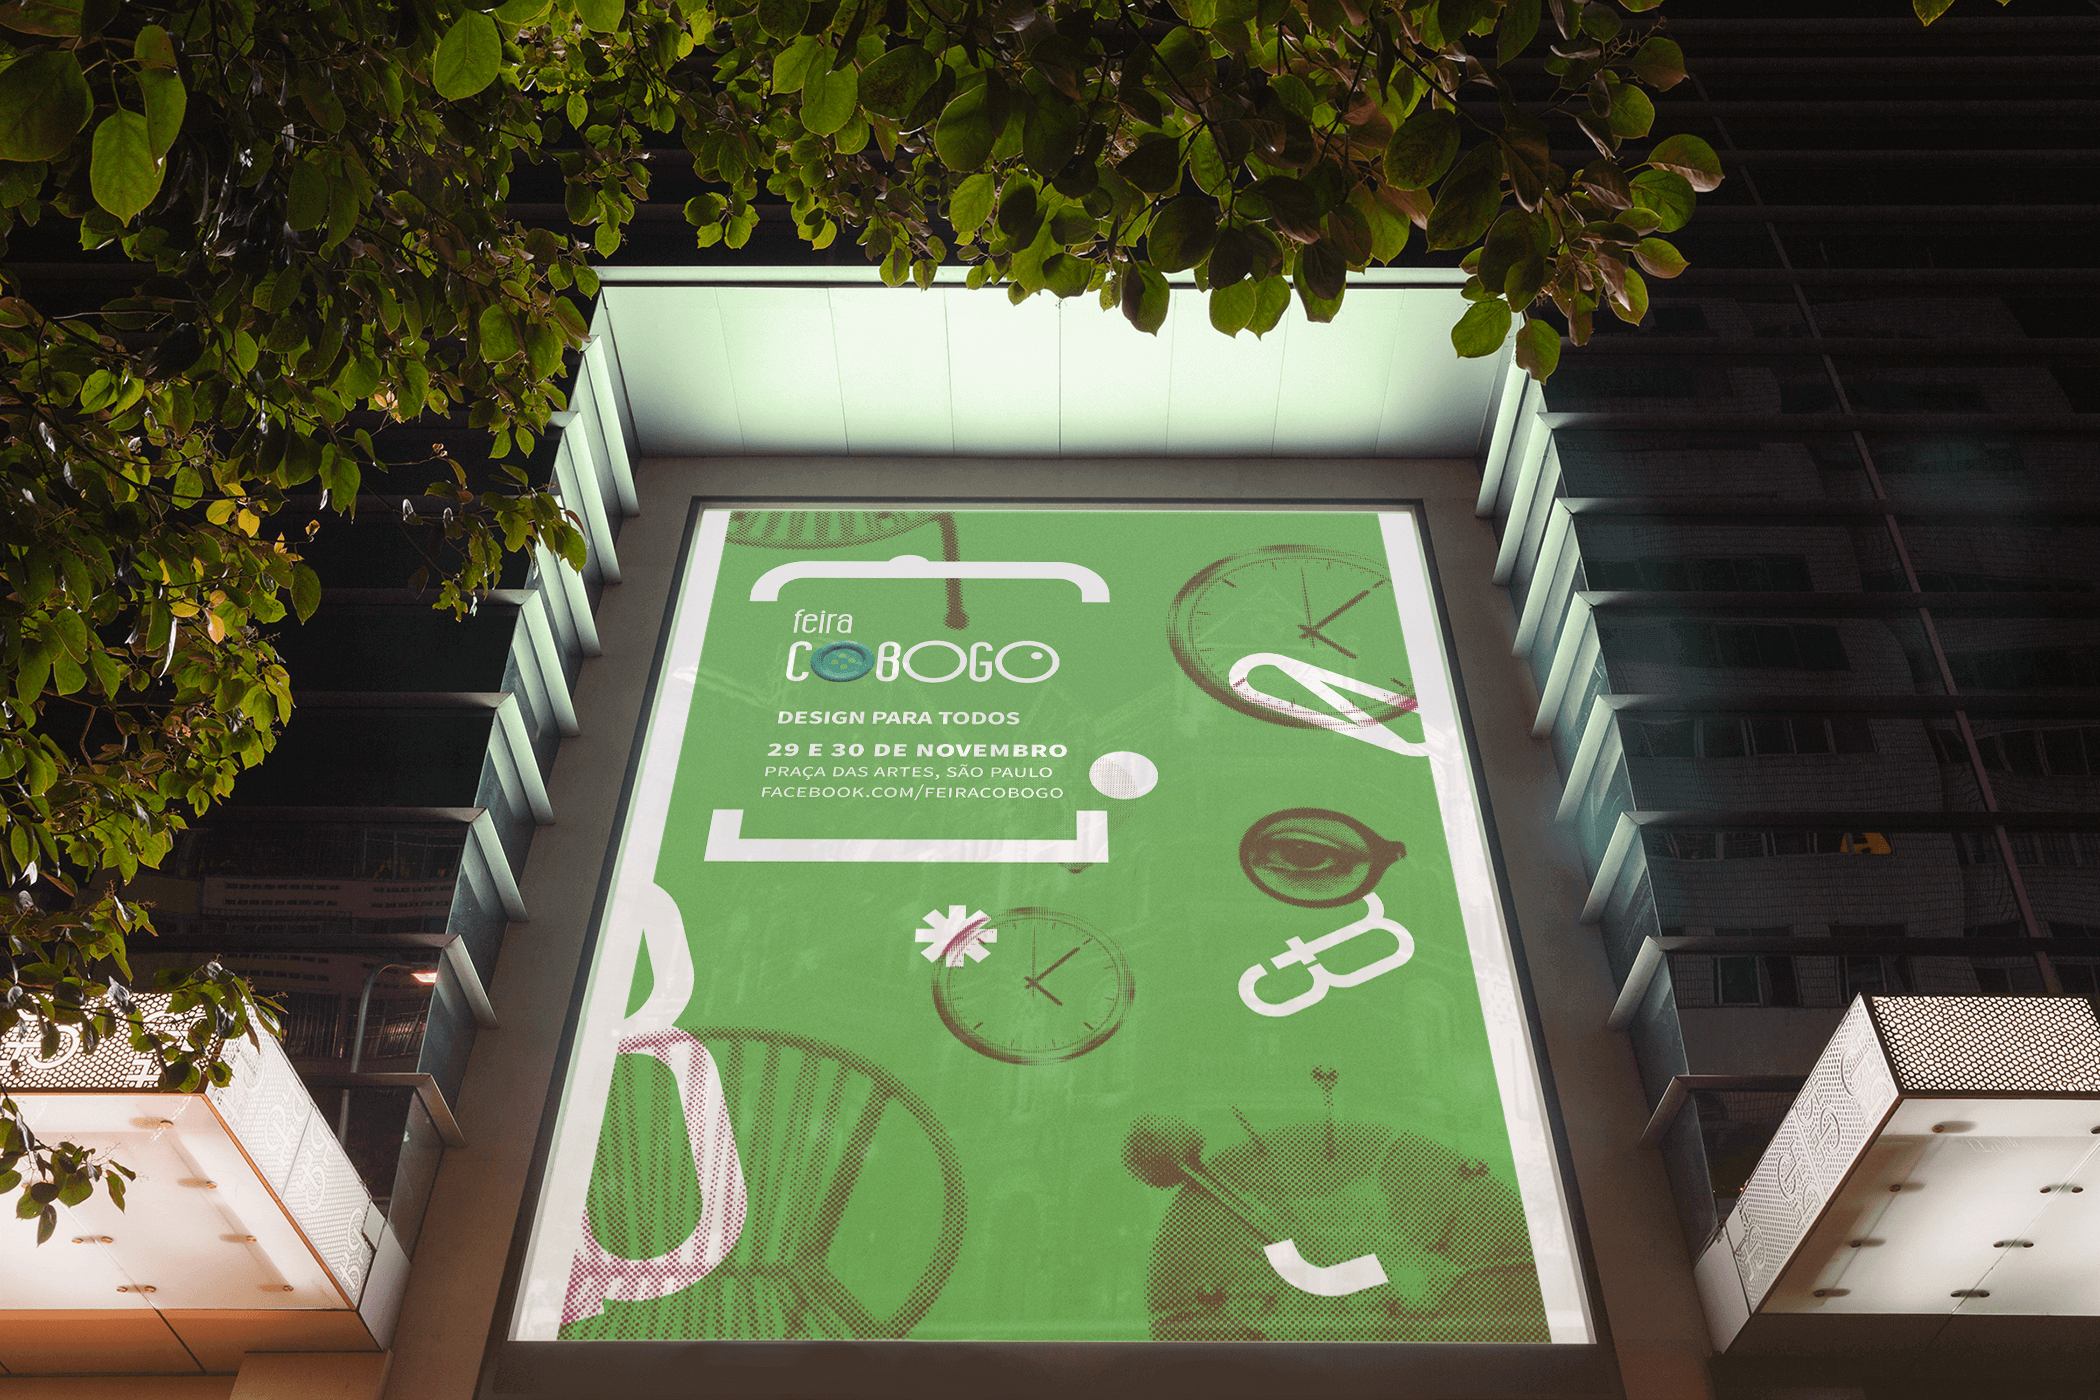 feira
COBOGO
DESIGN PARA TODOS
29 E 30 DE NOVEMBRO
PRAÇA DAS ARTES, SÃO PAULO
FACEBOOK.COM/FEIRACOBOGO
*